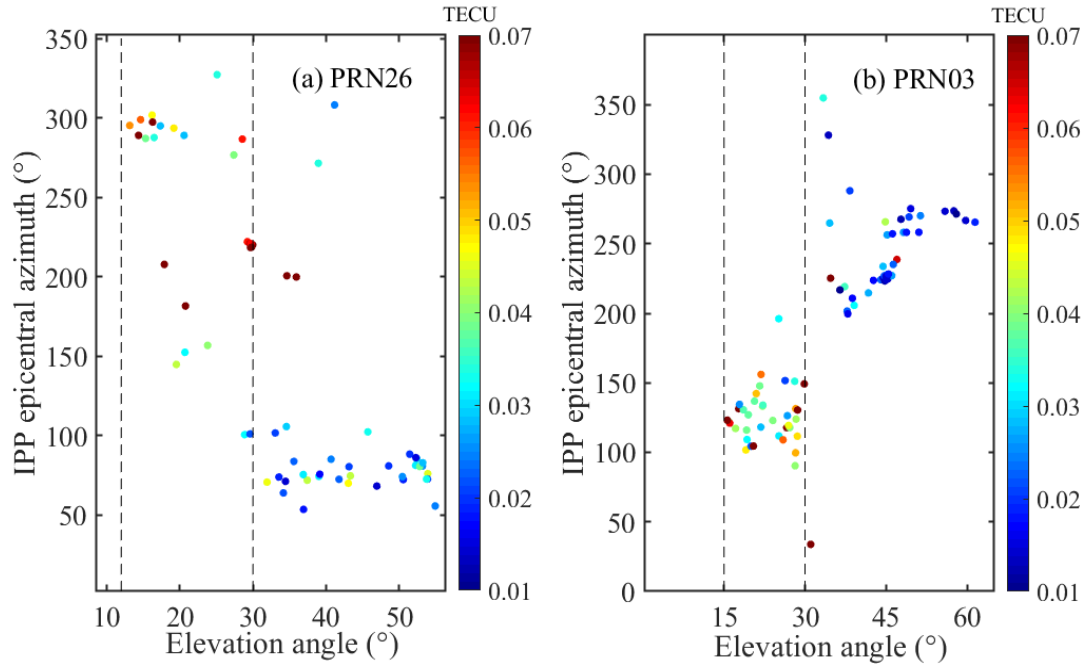 TECU
TECU
350
300
250
200
150
100
50
(a) PRN26
0.07
0.06
0.05
0.04
0.03
0.02
0.01
10 20 30 40 50
Elevation angle (°)
IPP epicentral azimuth (°)
350
300
250
200
150
100
50
0
(b) PRN03
0.07
0.06
0.05
0.04
0.03
0.02
0.01
15 30 45 60
Elevation angle (°)
IPP epicentral azimuth (°)